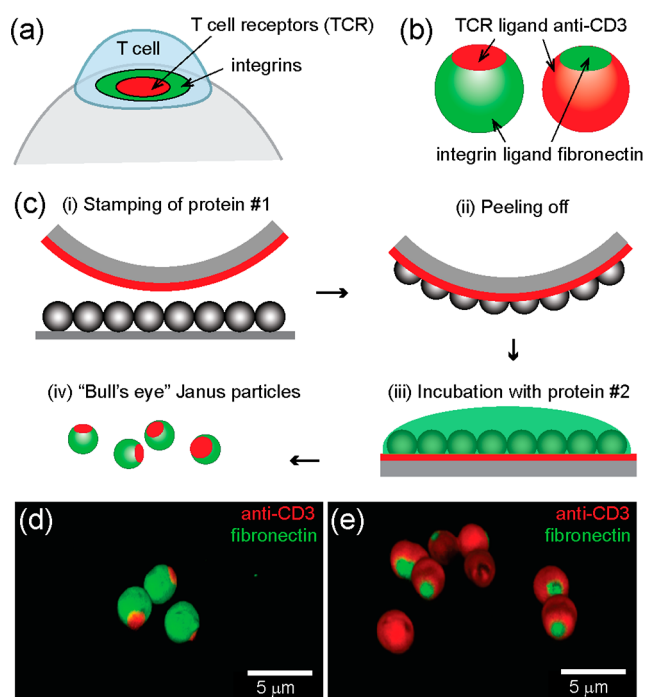 (a)
T cell receptors (TCR)
T cell
integrins
(b)
TCR ligand anti-CD3
integrin ligand fibronectin
(c)
(i) Stamping of protein #1
(ii) Peeling off
(iv) “Bull’s eye” Janus particles
(iii) Incubation with protein #2
(d)
anti-CD3
fibronectin
5 μm
(e)
anti-CD3
fibronectin
5 μm